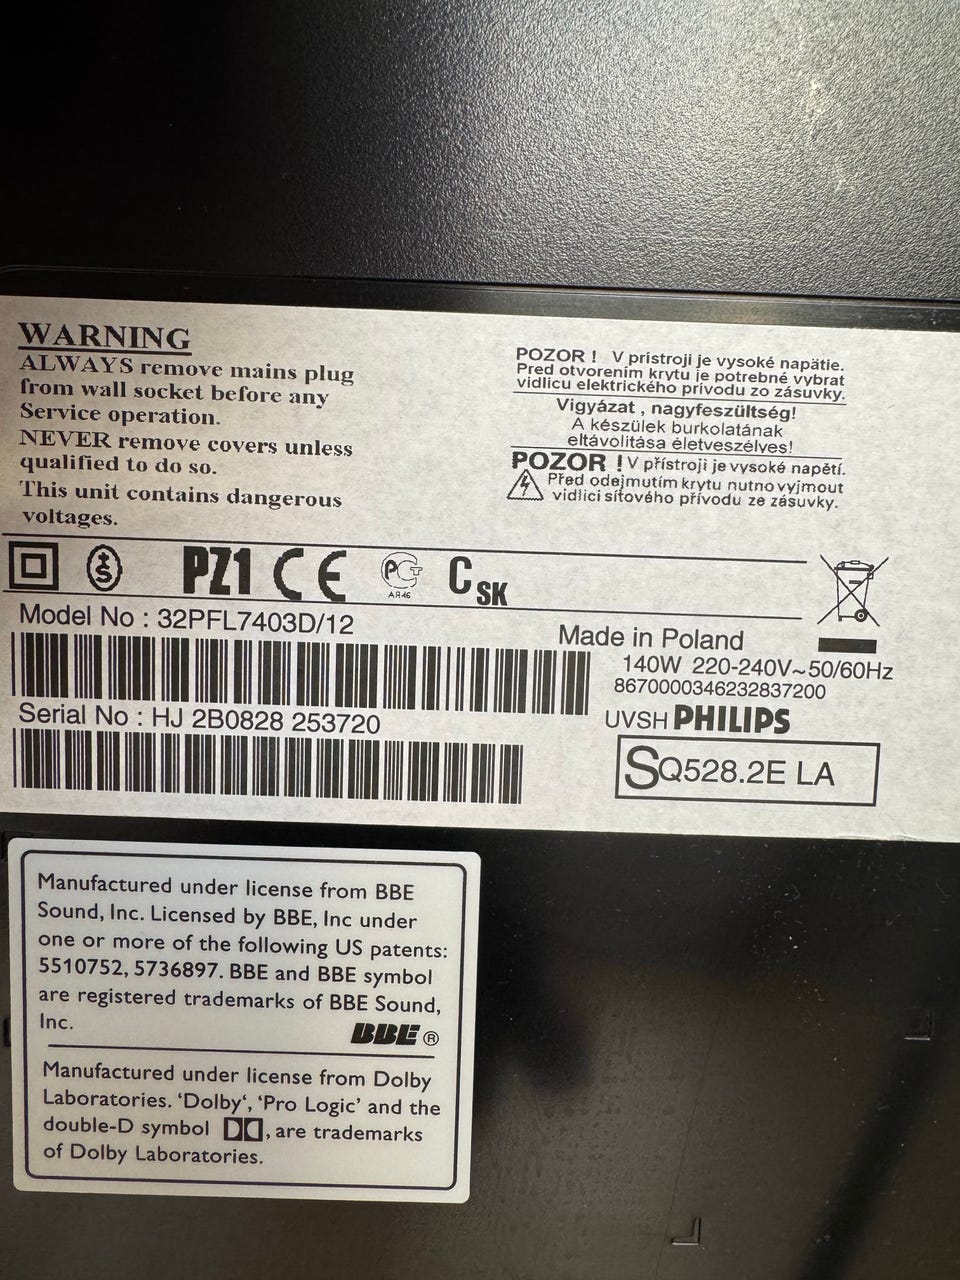 WARNING
ALWAYS remove mains plug
from wall socket before any
Service operation.
NEVER remove covers unless
qualified to do so.
This unit contains dangerous
voltages.
POZOR ! V prístroji je vysoké napätie.
Pred otvorením krytu je potrebné vybrat
vidlicu elektrického prívodu zo zásuvky.
Vigyázat , nagyfeszültség!
A készülek burkolatának
eltávolitása életveszélyes!
POZOR ! V přístroji je vysoké napětí.
Před odejmutím krytu nutno vyjmout
vidlici síťového přívodu ze zásuvky.
S PZ1 CE PCT C SK
АЯ46
Model No : 32PFL7403D/12
Made in Poland
140W 220-240V~50/60Hz
8670000346232837200
Serial No : HJ 2B0828 253720
UVSH PHILIPS
SQ528.2E LA
Manufactured under license from BBE
Sound, Inc. Licensed by BBE, Inc under
one or more of the following US patents:
5510752, 5736897. BBE and BBE symbol
are registered trademarks of BBE Sound,
Inc.
BBE ®
Manufactured under license from Dolby
Laboratories. ‘Dolby‘, ‘Pro Logic’ and the
double-D symbol , are trademarks
of Dolby Laboratories.